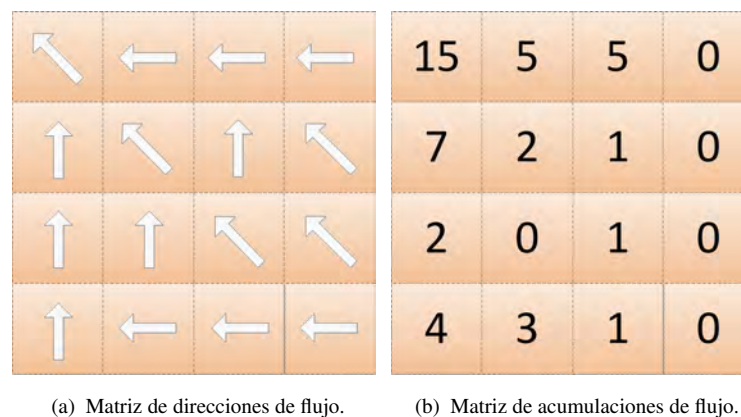 15 5 5 0
7 2 1 0
2 0 1 0
4 3 1 0
(a) Matriz de direcciones de flujo. (b) Matriz de acumulaciones de flujo.